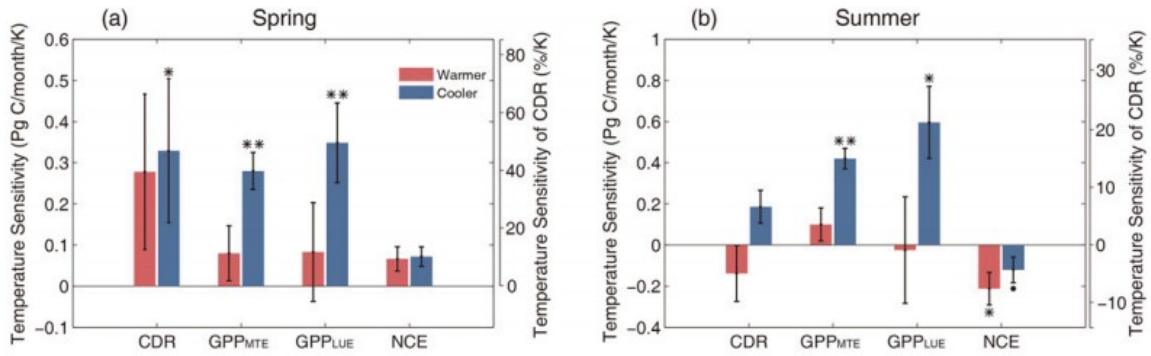 (a) Spring
Temperature Sensitivity (Pg C/month/K)
0.6
0.5
0.4
0.3
0.2
0.1
0
−0.1
Warmer
Cooler
* ** **
80
60
40
20
0
Temperature Sensitivity of CDR (%/K)
CDR GPPMTE GPPLUE NCE
(b) Summer
Temperature Sensitivity (Pg C/month/K)
1
0.8
0.6
0.4
0.2
0
−0.2
−0.4
** * * •
30
20
10
0
−10
Temperature Sensitivity of CDR (%/K)
CDR GPPMTE GPPLUE NCE